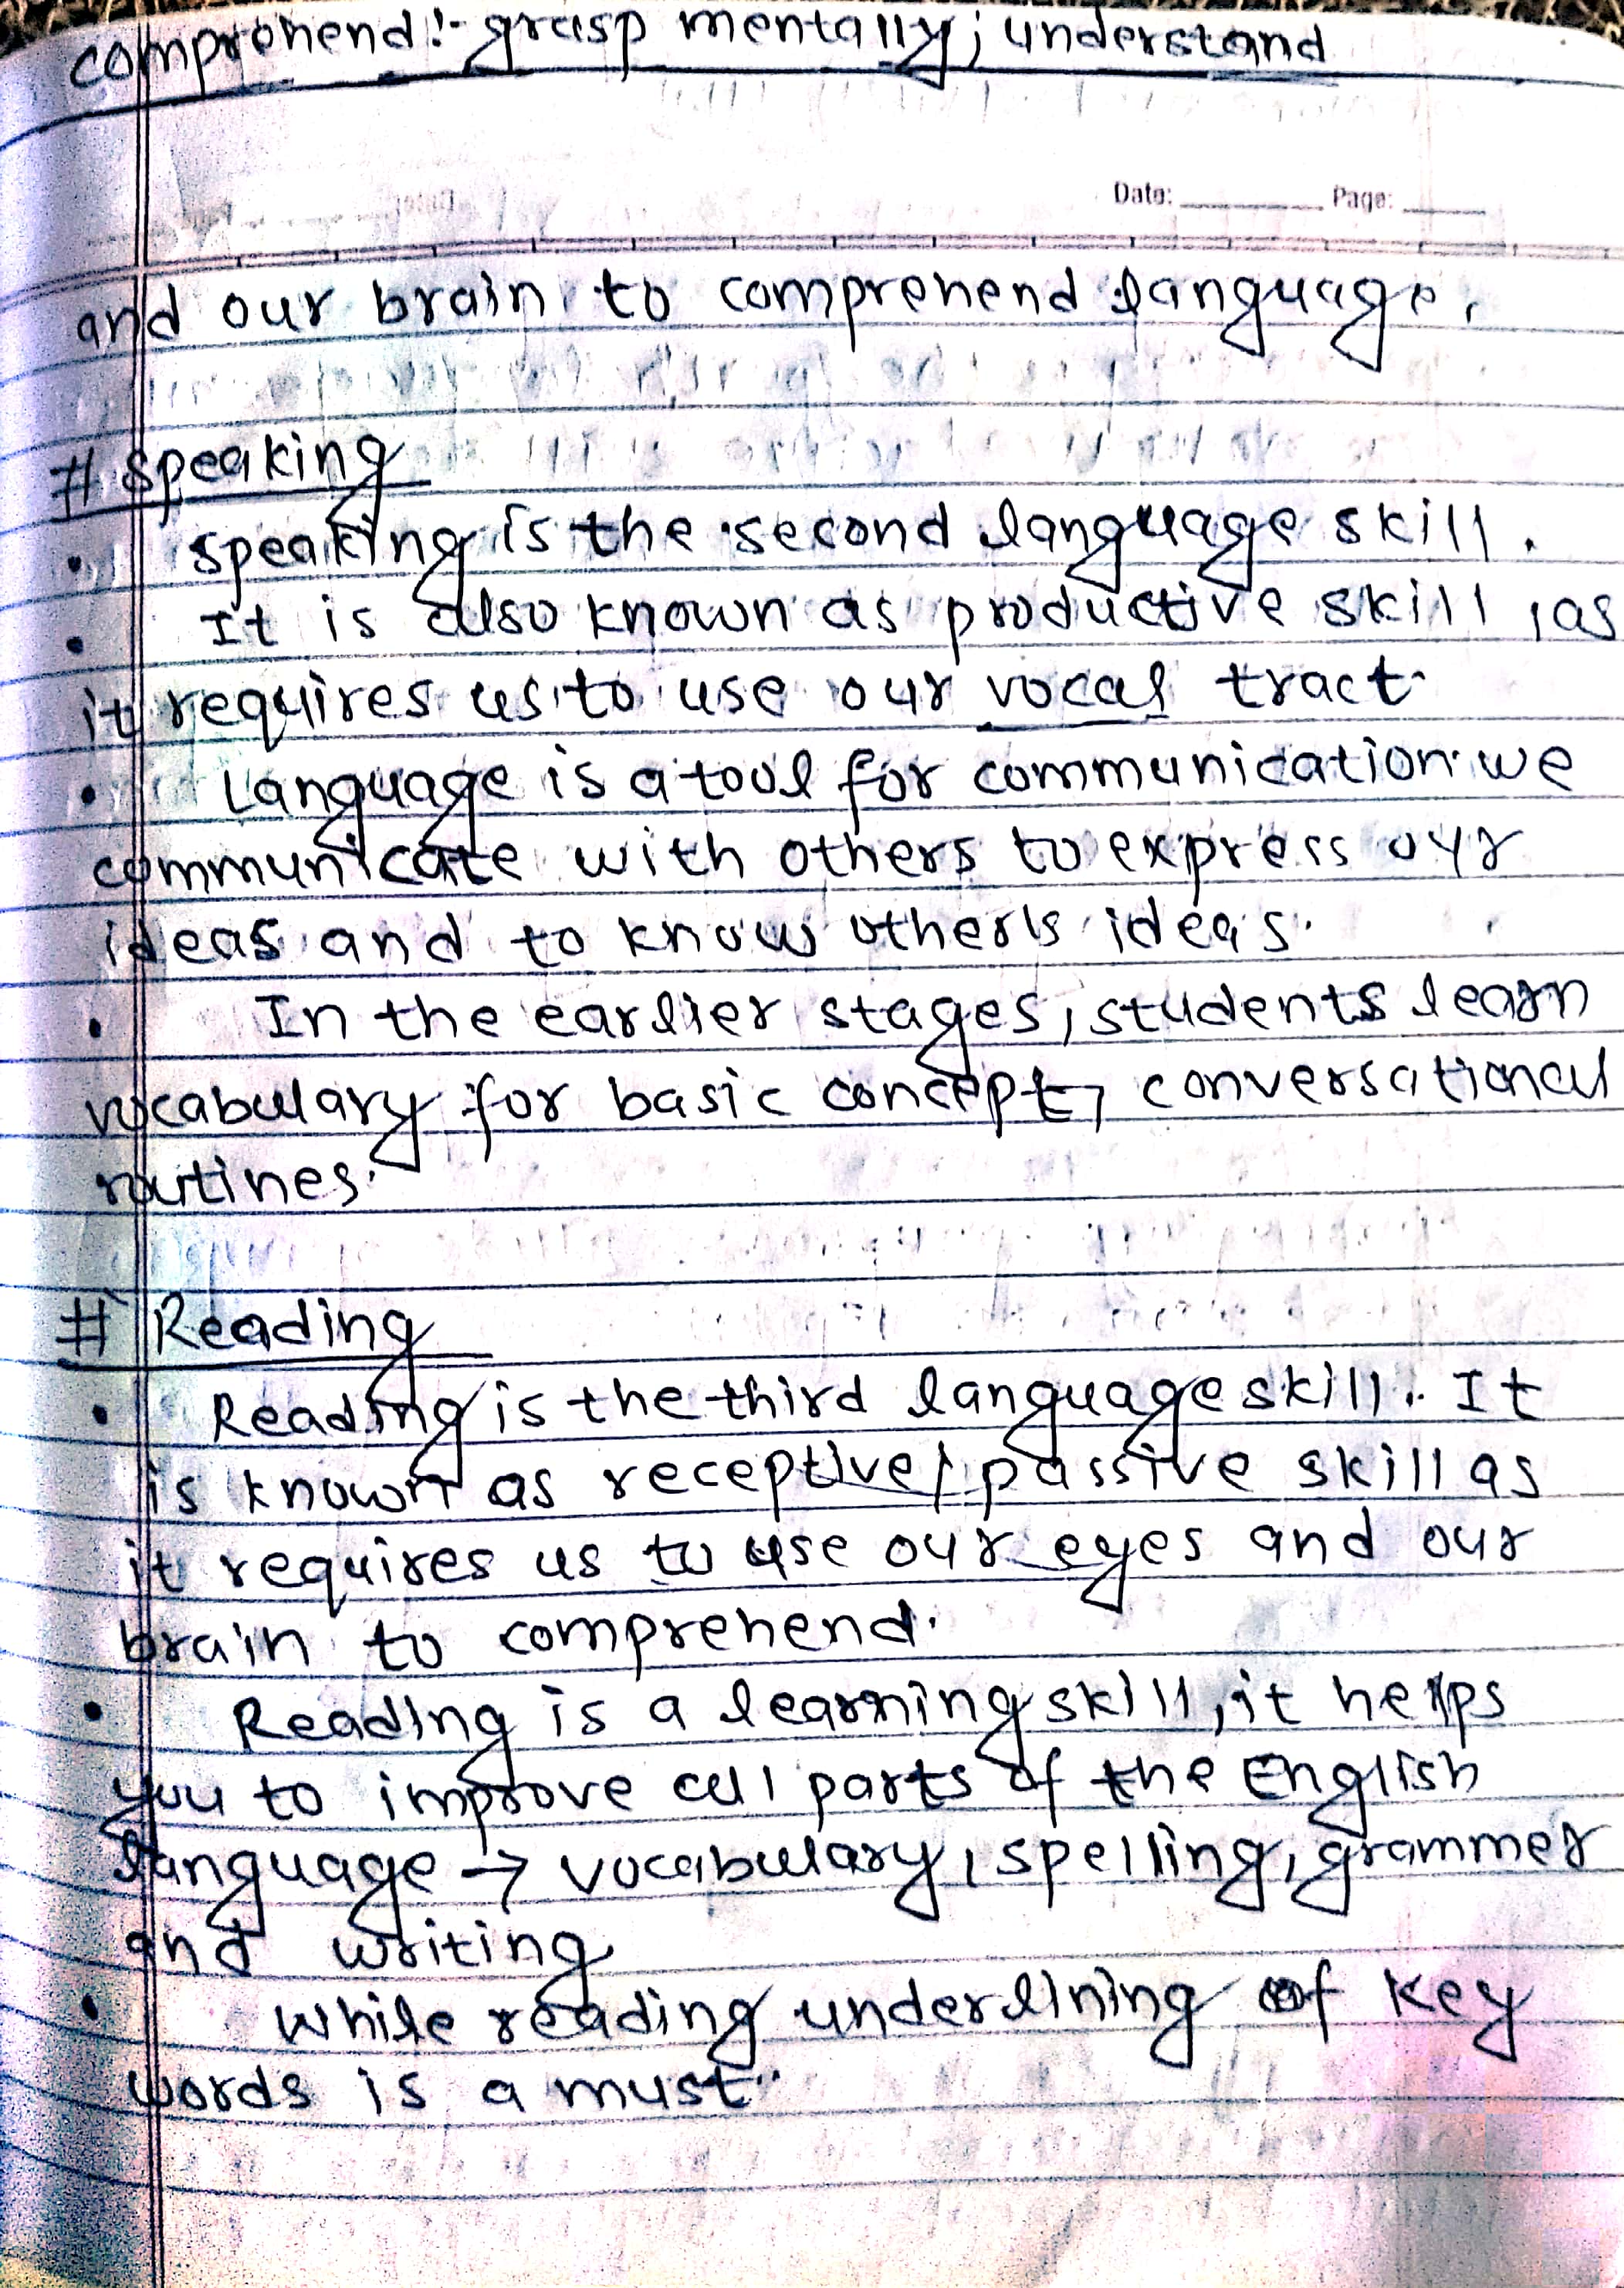 comprehend:- grasp mentally; understand
Date: Page:
and our brain to comprehend language.
# Speaking
• Speaking is the second language skill.
• It is also known as productive skill, as
it requires us to use our vocal tract.
• Language is a tool for communication. we
communicate with others to express our
ideas and to know other's ideas.
• In the earlier stages, students learn
vocabulary for basic concept, conversational
routines.
# Reading
• Reading is the third language skill. It
is known as receptive/passive skill as
it requires us to use our eyes and our
brain to comprehend.
• Reading is a learning skill, it helps
you to improve all parts of the English
language → vocabulary, spelling, grammer
and writing
• While reading underlining of key
words is a must.